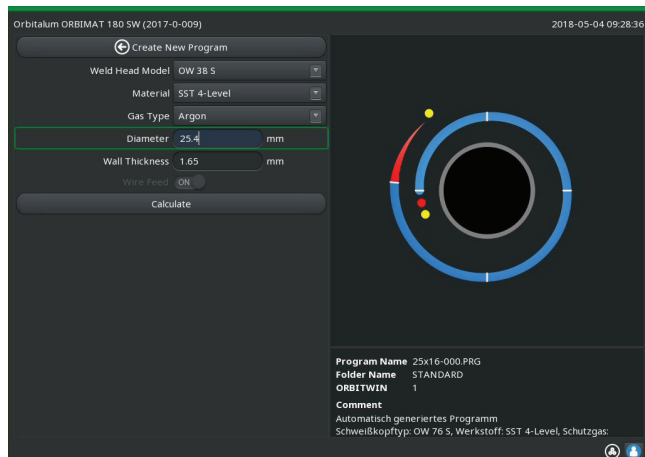 Orbitalum ORBIMAT 180 SW (2017-0-009) 2018-05-04 09:28:36
Create New Program
Weld Head Model OW 38 S
Material SST 4-Level
Gas Type Argon
Diameter 25.4 mm
Wall Thickness 1.65 mm
Wire Feed ON
Calculate
Program Name 25x16-000.PRG
Folder Name STANDARD
ORBITWIN 1
Comment
Automatisch generiertes Programm
Schweißkopftyp: OW 76 S, Werkstoff: SST 4-Level, Schutzgas: